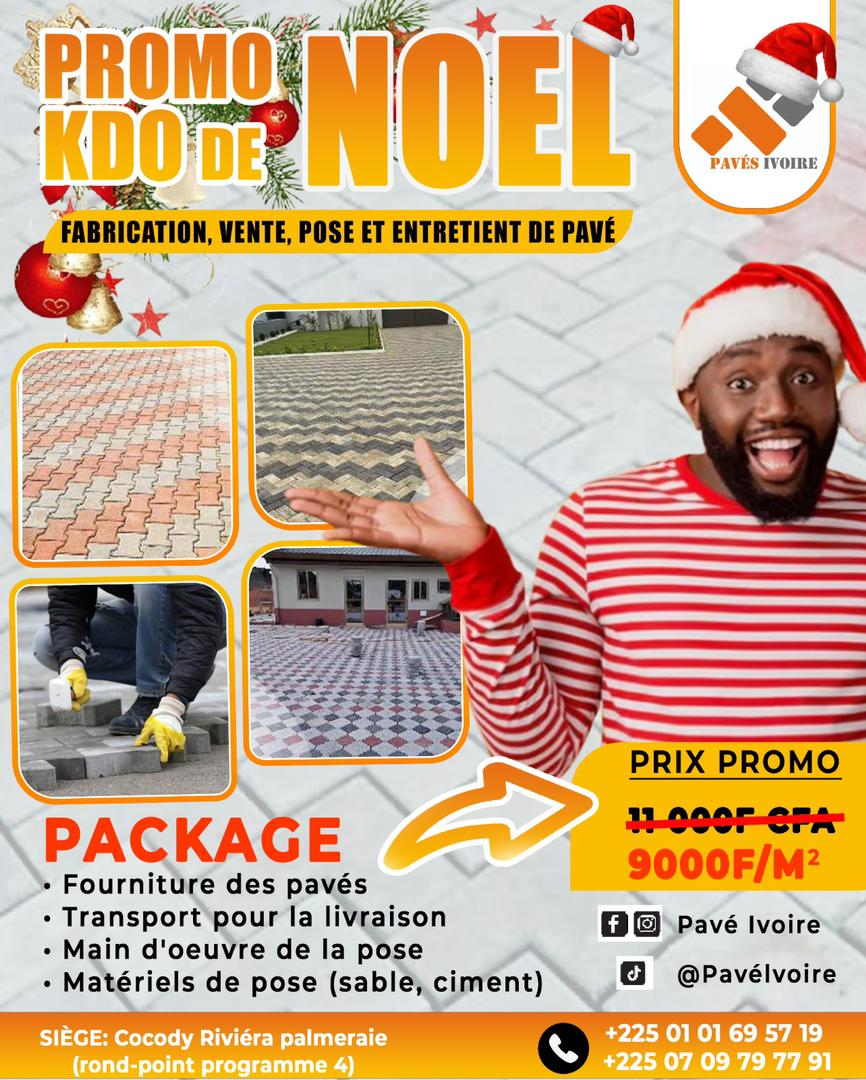 PROMO
KDO DE
NOEL
PAVÉS IVOIRE
FABRICATION, VENTE, POSE ET ENTRETIENT DE PAVÉ
PACKAGE
• Fourniture des pavés
• Transport pour la livraison
• Main d'oeuvre de la pose
• Matériels de pose (sable, ciment)
PRIX PROMO
11 000F CFA
9000F/M²
Pavé Ivoire
@PavéIvoire
SIÈGE: Cocody Riviéra palmeraie
(rond-point programme 4)
+225 01 01 69 57 19
+225 07 09 79 77 91